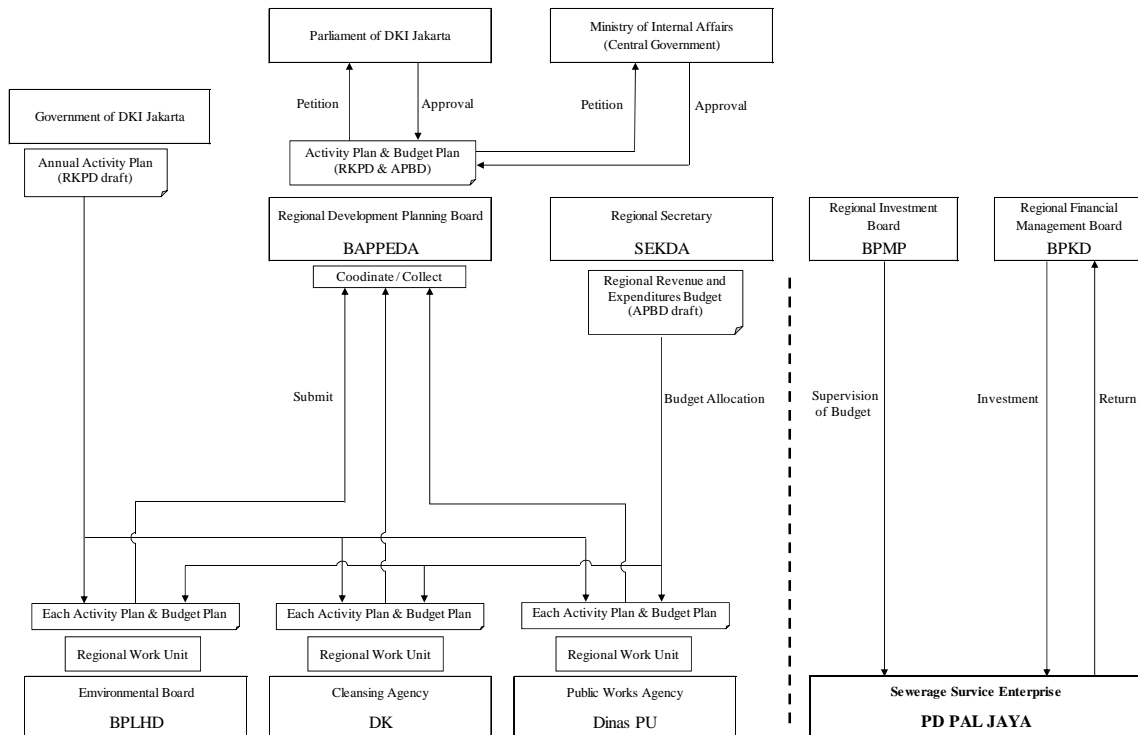 Parliament of DKI Jakarta
Ministry of Internal Affairs
(Central Government)
Petition
Approval
Petition
Approval
Government of DKI Jakarta
Annual Activity Plan
(RKPD draft)
Activity Plan & Budget Plan
(RKPD & APBD)
Regional Development Planning Board
BAPPEDA
Coodinate / Collect
Regional Secretary
SEKDA
Regional Revenue and
Expenditures Budget
(APBD draft)
Regional Investment
Board
BPMP
Regional Financial
Management Board
BPKD
Submit
Budget Allocation
Supervision
of Budget
Investment
Return
Each Activity Plan & Budget Plan
Each Activity Plan & Budget Plan
Each Activity Plan & Budget Plan
Regional Work Unit
Regional Work Unit
Regional Work Unit
Emvironmental Board
BPLHD
Cleansing Agency
DK
Public Works Agency
Dinas PU
Sewerage Survice Enterprise
PD PAL JAYA